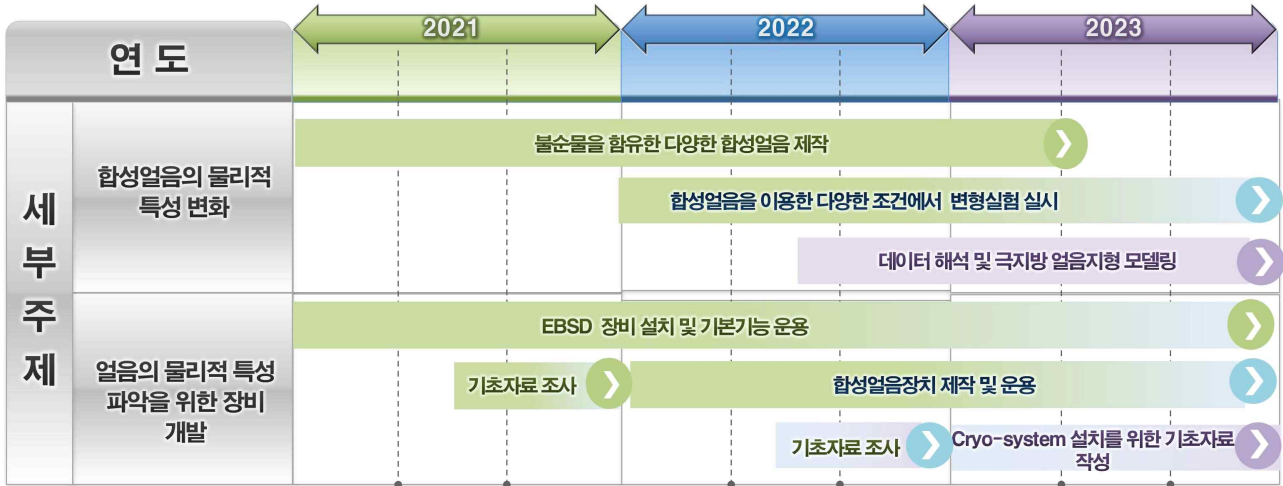 연 도
2021
2022
2023
세
부
주
제
합성얼음의 물리적
특성 변화
불순물을 함유한 다양한 합성얼음 제작
합성얼음을 이용한 다양한 조건에서 변형실험 실시
데이터 해석 및 극지방 얼음지형 모델링
얼음의 물리적 특성
파악을 위한 장비
개발
EBSD 장비 설치 및 기본기능 운용
기초자료 조사
합성얼음장치 제작 및 운용
기초자료 조사
Cryo-system 설치를 위한 기초자료
작성